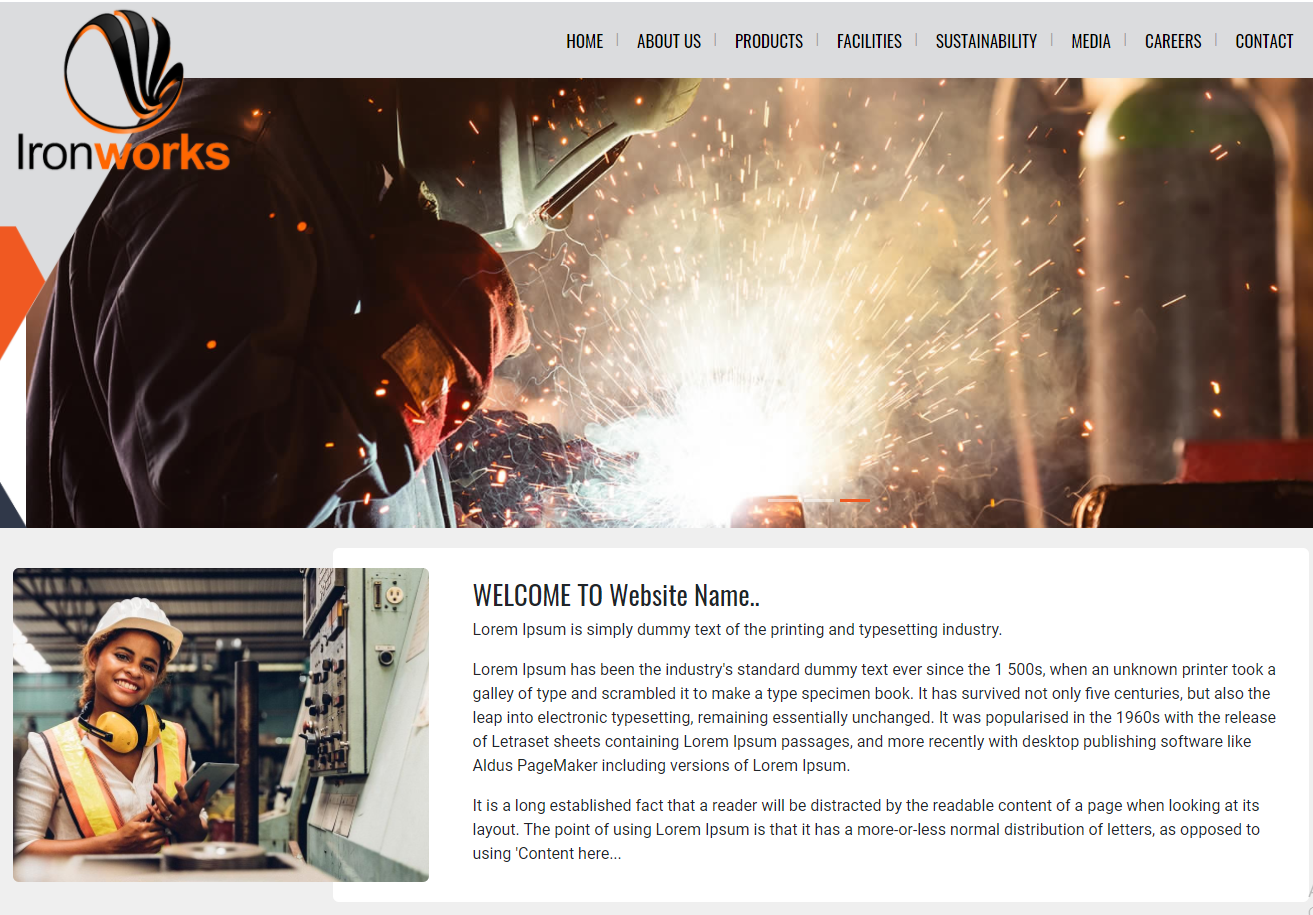 HOME | ABOUT US | PRODUCTS | FACILITIES | SUSTAINABILITY | MEDIA | CAREERS | CONTACT
Ironworks
WELCOME TO Website Name..
Lorem Ipsum is simply dummy text of the printing and typesetting industry.
Lorem Ipsum has been the industry's standard dummy text ever since the 1 500s, when an unknown printer took a
galley of type and scrambled it to make a type specimen book. It has survived not only five centuries, but also the
leap into electronic typesetting, remaining essentially unchanged. It was popularised in the 1960s with the release
of Letraset sheets containing Lorem Ipsum passages, and more recently with desktop publishing software like
Aldus PageMaker including versions of Lorem Ipsum.
It is a long established fact that a reader will be distracted by the readable content of a page when looking at its
layout. The point of using Lorem Ipsum is that it has a more-or-less normal distribution of letters, as opposed to
using 'Content here...